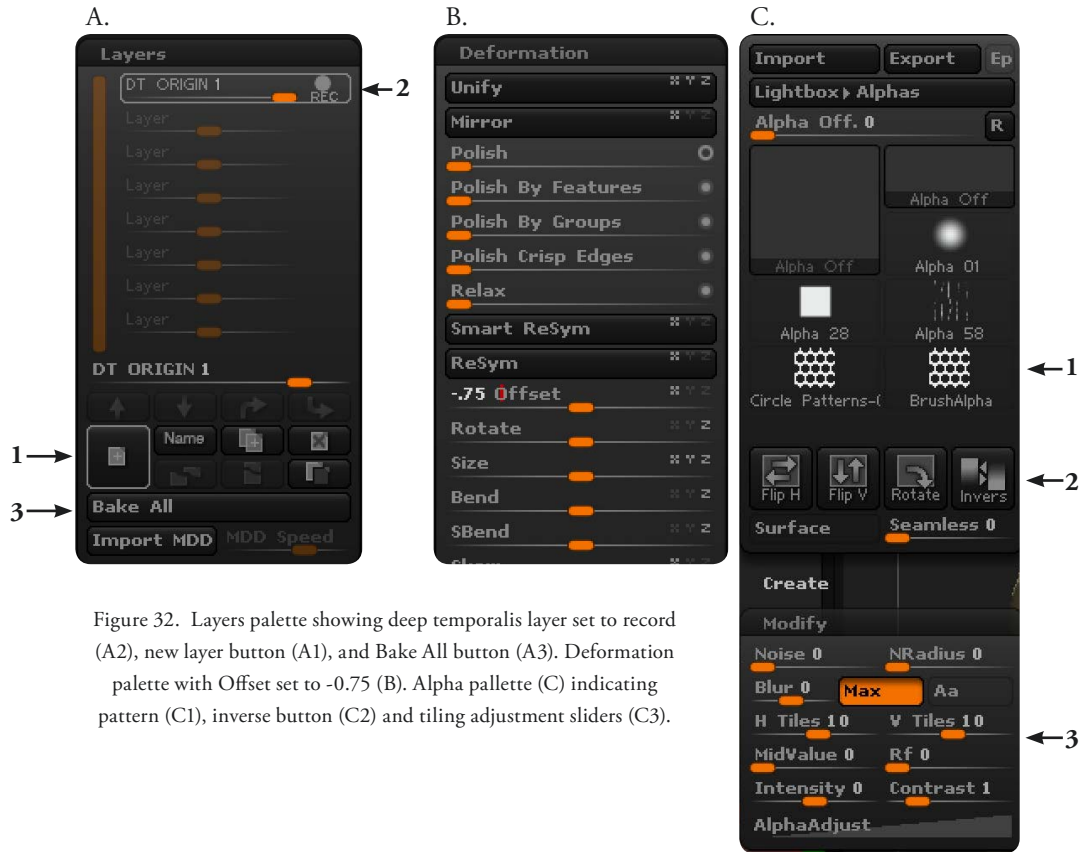 A.
Layers
DT ORIGIN 1
REC
2
Layer
Layer
Layer
Layer
Layer
Layer
Layer
DT ORIGIN 1
1
Name
3
Bake All
Import MDD MDD Speed
B.
Deformation
Unify X Y Z
Mirror X Y Z
Polish
Polish By Features
Polish By Groups
Polish Crisp Edges
Relax
Smart ReSym X Y Z
ReSym X Y Z
-.75 Offset X Y Z
Rotate X Y Z
Size X Y Z
Bend X Y Z
SBend X Y Z
C.
Import Export Ep
Lightbox Alphas
Alpha Off. 0 R
Alpha Off
Alpha Off
Alpha 01
Alpha 28 Alpha 58
1
Circle Patterns-( BrushAlpha
2
Flip H Flip V Rotate Invers
Surface Seamless 0
Create
Modify
Noise 0 NRadius 0
Blur 0 Max Aa
H Tiles 10 V Tiles 10
3
MidValue 0 Rf 0
Intensity 0 Contrast 1
AlphaAdjust
Figure 32. Layers palette showing deep temporalis layer set to record
(A2), new layer button (A1), and Bake All button (A3). Deformation
palette with Offset set to -0.75 (B). Alpha pallette (C) indicating
pattern (C1), inverse button (C2) and tiling adjustment sliders (C3).